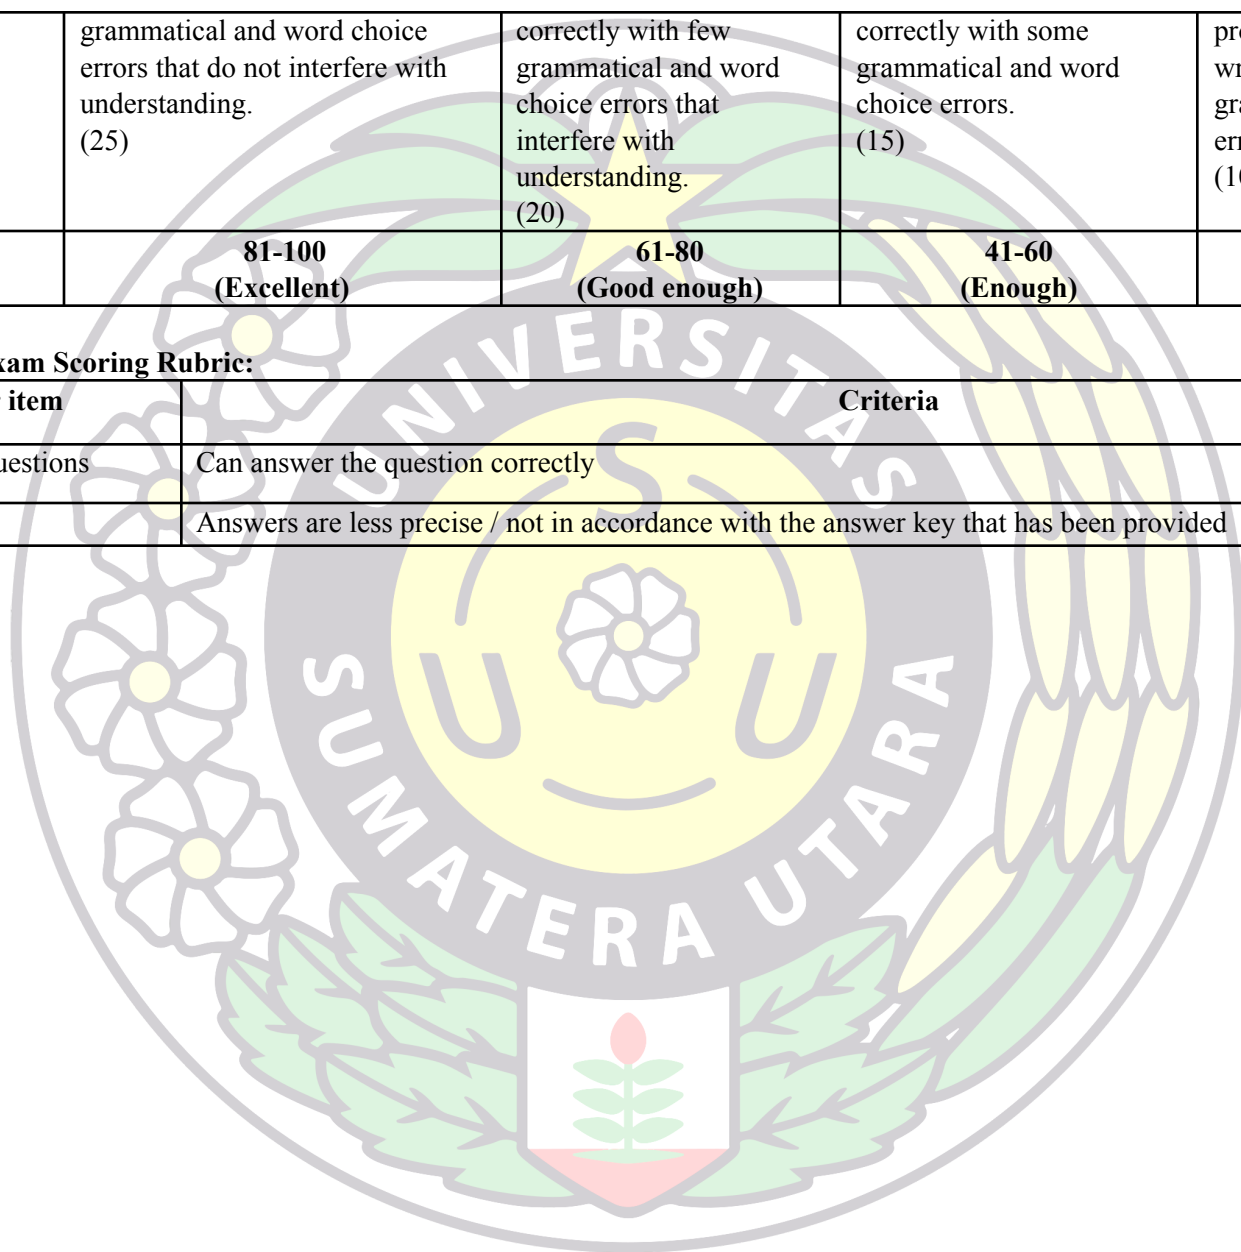 grammatical and word choice
errors that do not interfere with
understanding.
(25)
correctly with few
grammatical and word
choice errors that
interfere with
understanding.
(20)
correctly with some
grammatical and word
choice errors.
(15)
81-100
(Excellent)
61-80
(Good enough)
41-60
(Enough)
Scoring Rubric:
item
Criteria
Can answer the question correctly
Answers are less precise / not in accordance with the answer key that has been provided
UNIVERSITAS
S
U U
SUMATERA UTARA